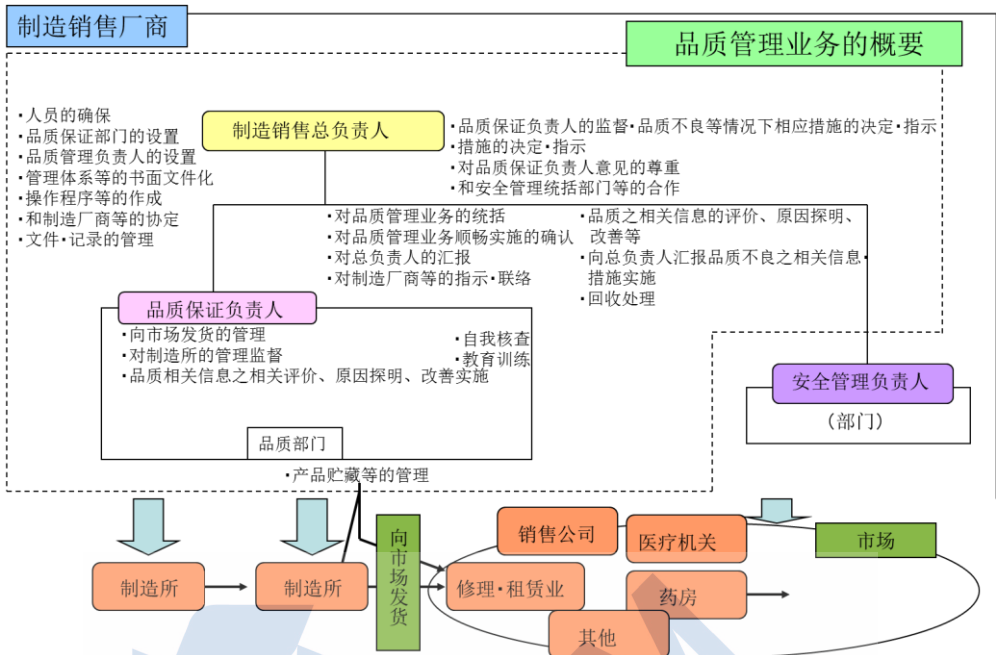 制造销售厂商
品质管理业务的概要
·人员的确保
·品质保证部门的设置
·品质管理负责人的设置
·管理体系等的书面文件化
·操作程序等的作成
·和制造厂商等的协定
·文件·记录的管理
制造销售总负责人
·品质保证负责人的监督·品质不良等情况下相应措施的决定·指示
·措施的决定·指示
·对品质保证负责人意见的尊重
·和安全管理统括部门等的合作
·对品质管理业务的统括
·对品质管理业务顺畅实施的确认
·对总负责人的汇报
·对制造厂商等的指示·联络
·品质之相关信息的评价、原因探明、
改善等
·向总负责人汇报品质不良之相关信息·
措施实施
·回收处理
品质保证负责人
·向市场发货的管理
·对制造所的管理监督
·品质相关信息之相关评价、原因探明、改善实施
·自我核查
·教育训练
品质部门
安全管理负责人
（部门）
·产品贮藏等的管理
制造所
制造所
向市场发货
销售公司
医疗机关
市场
修理·租赁业
药房
其他